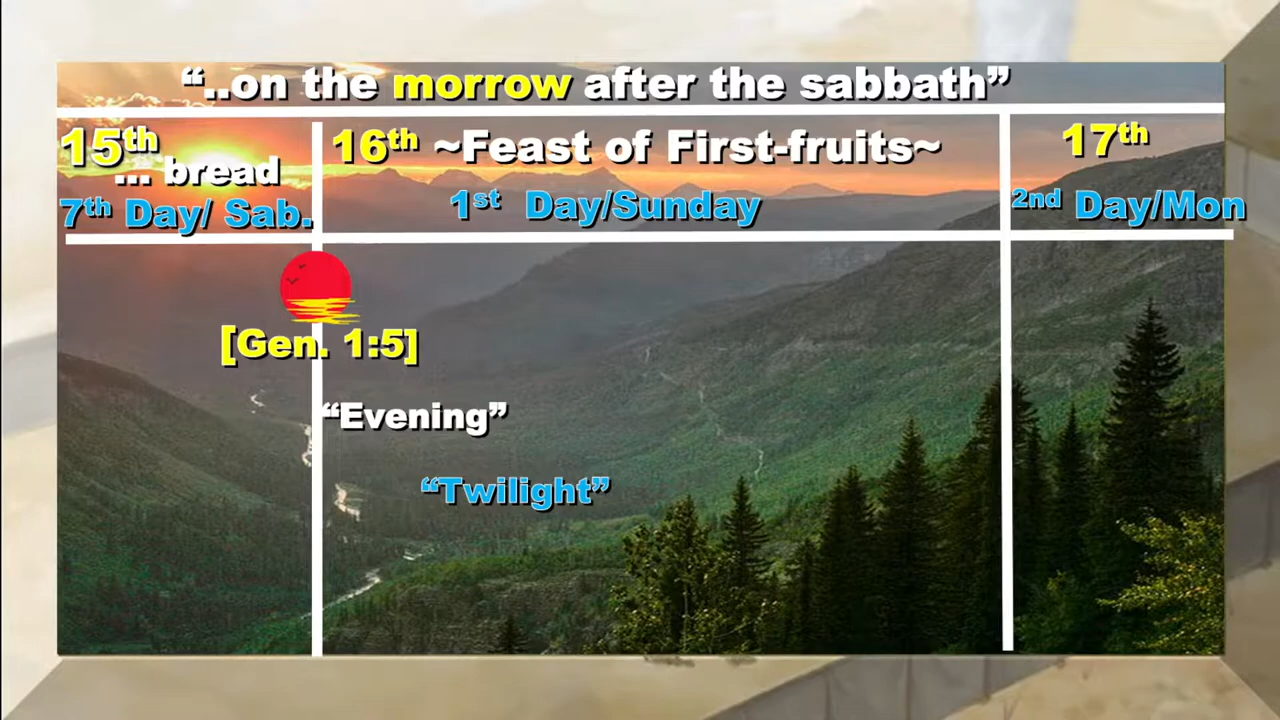 “..on the morrow after the sabbath”
15th
... bread
7th Day/ Sab.
16th ~Feast of First-fruits~
1st Day/Sunday
17th
2nd Day/Mon
[Gen. 1:5]
“Evening”
“Twilight”